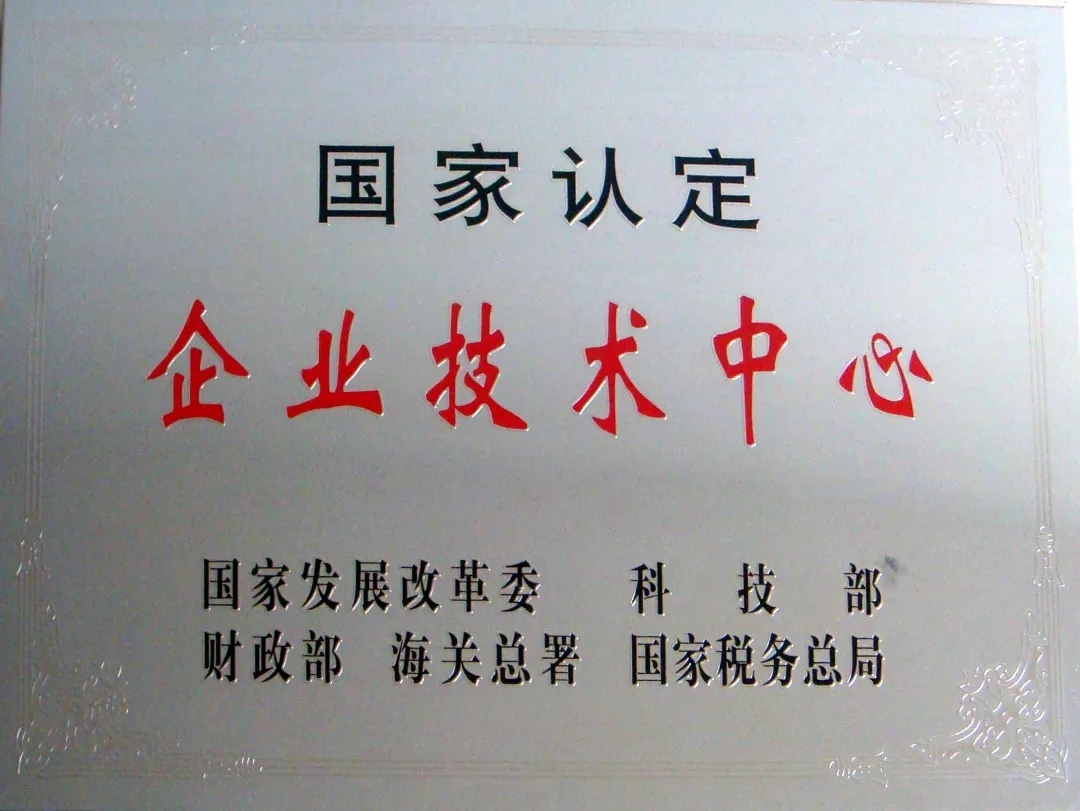 国家认定
企业技术中心
国家发展改革委 科技部
财政部 海关总署 国家税务总局